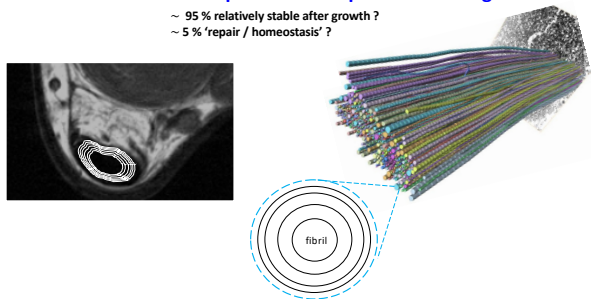 ~ 95 % relatively stable after growth ?
~ 5 % 'repair / homeostasis' ?
fibril